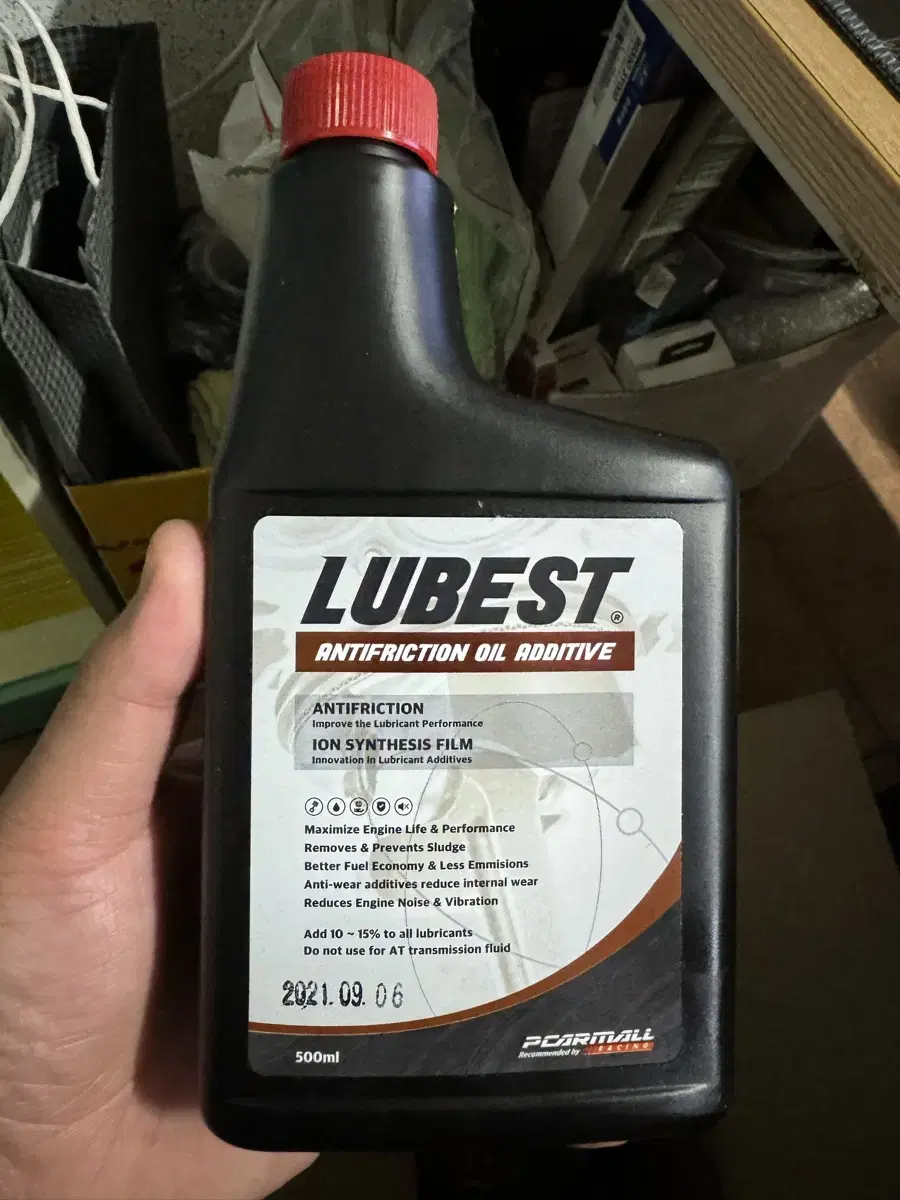 LUBEST®
ANTIFRICTION OIL ADDITIVE
ANTIFRICTION
Improve the Lubricant Performance
ION SYNTHESIS FILM
Innovation in Lubricant Additives
Maximize Engine Life & Performance
Removes & Prevents Sludge
Better Fuel Economy & Less Emmisions
Anti-wear additives reduce internal wear
Reduces Engine Noise & Vibration
Add 10 ~ 15% to all lubricants
Do not use for AT transmission fluid
2021.09.06
500ml
PCARMALL
Recommended by RACING